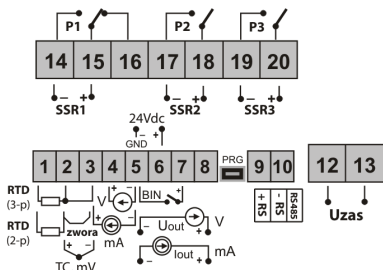 P1 P2 P3
14 15 16 17 18 19 20
- + - + - +
SSR1 SSR2 SSR3
24Vdc
GND - +
1 2 3 4 5 6 7 8 PRG 9 10 12 13
RTD (3-p) V + - BIN - + + RS - RS RS485 Uzas
RTD (2-p) zwora + - mA Uout - + V
+ - TC, mV Iout - + mA